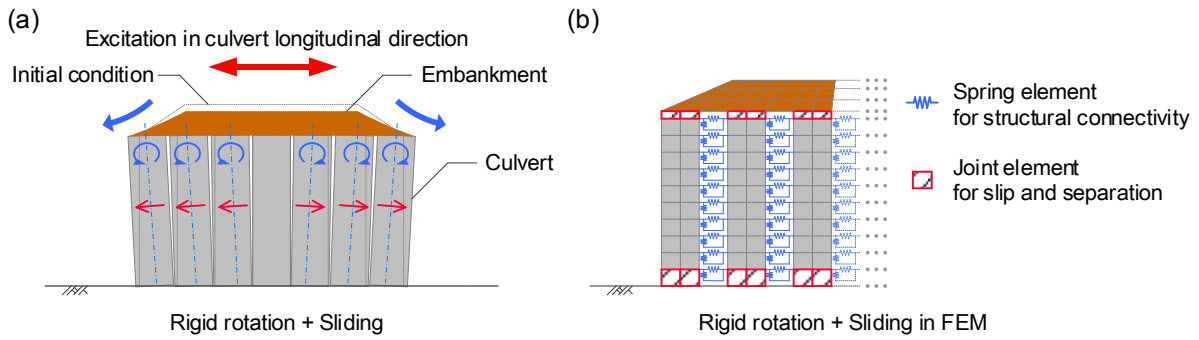 (a)
Excitation in culvert longitudinal direction
Initial condition
Embankment
Culvert
Rigid rotation + Sliding
(b)
Spring element
for structural connectivity
Joint element
for slip and separation
Rigid rotation + Sliding in FEM